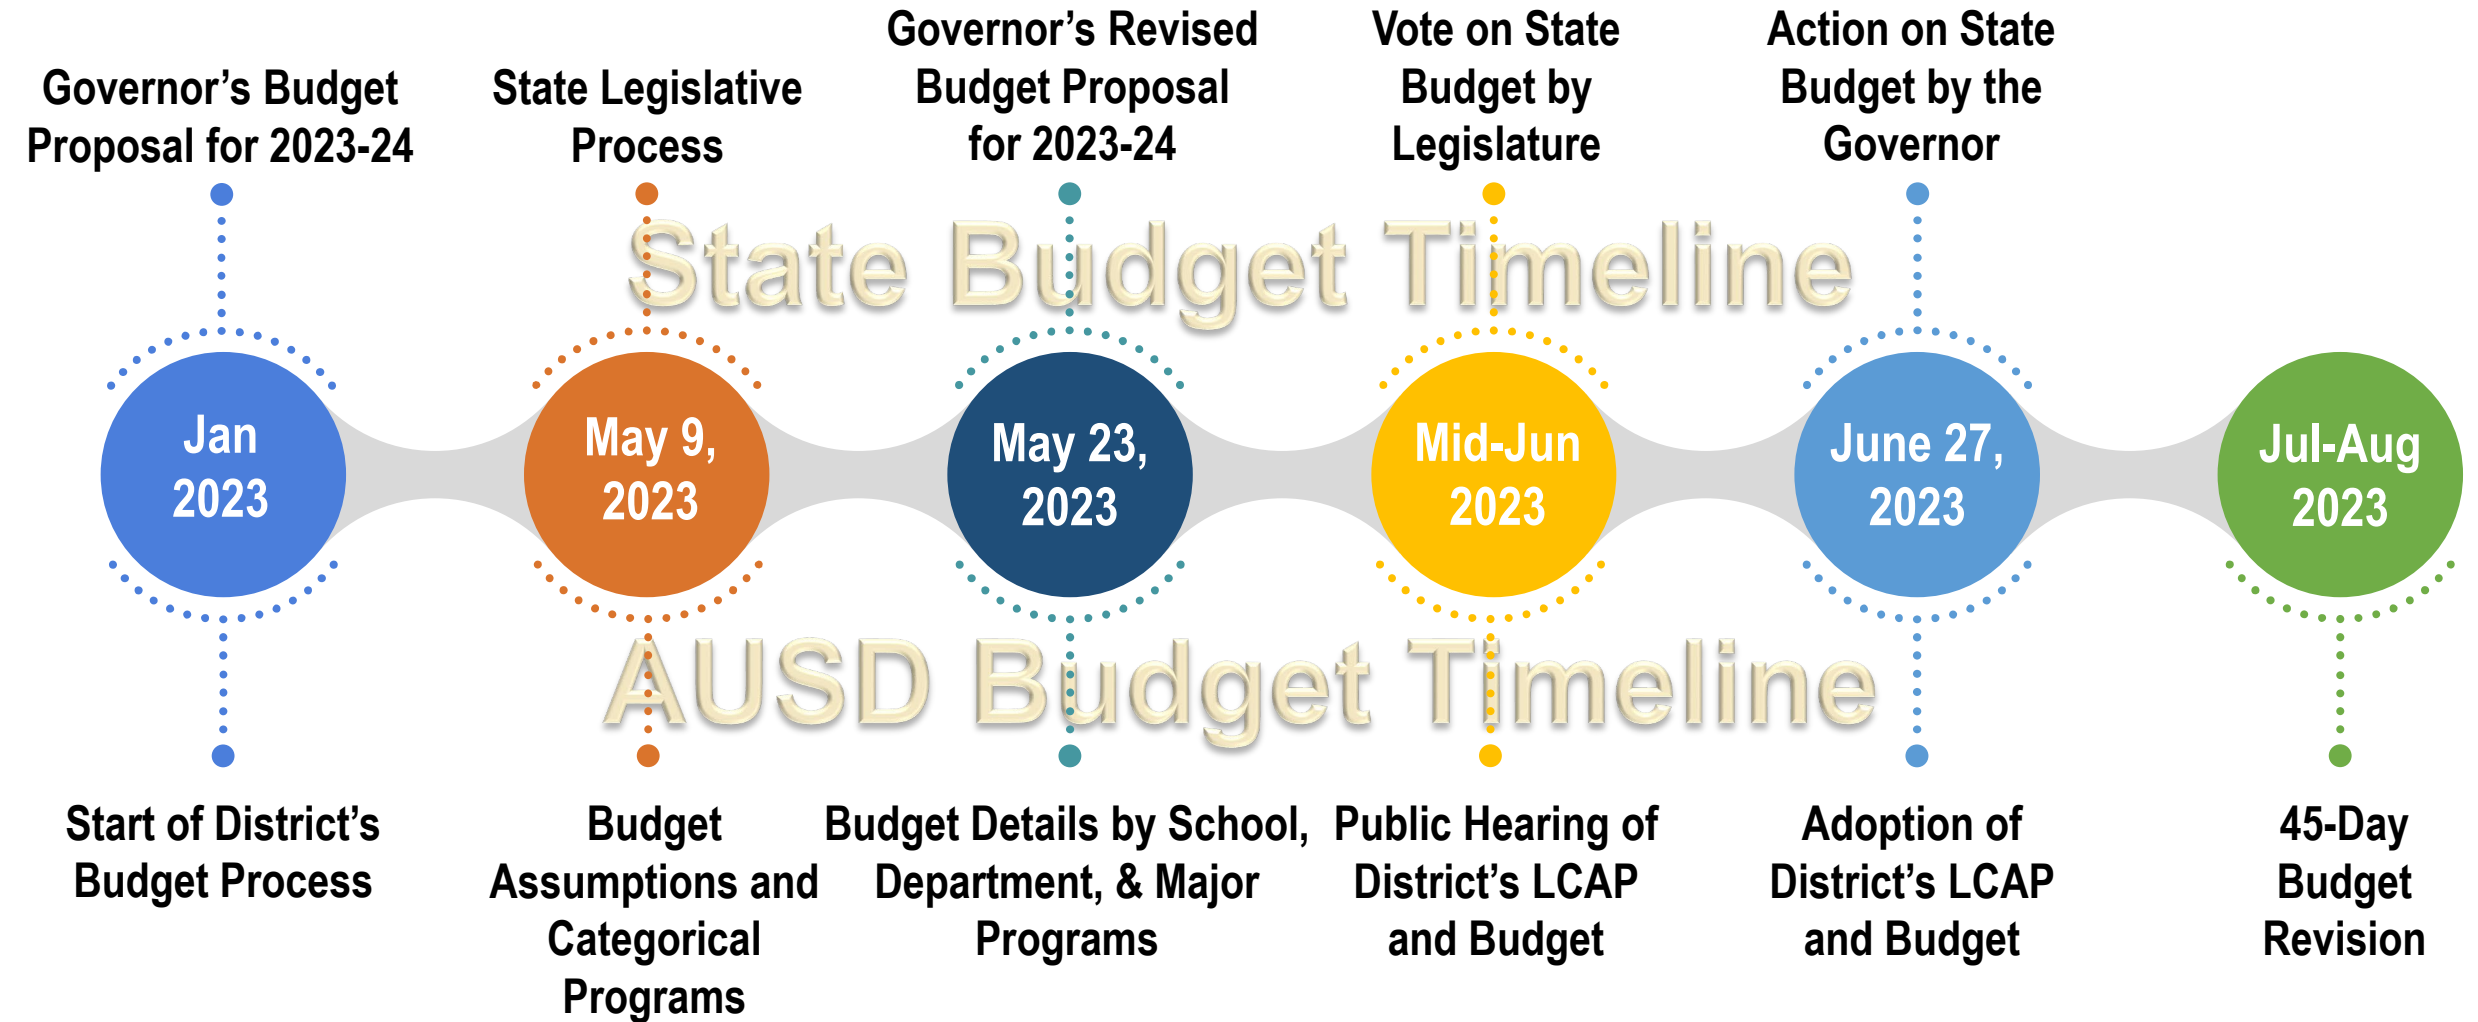 Governor’s Budget
Proposal for 2023-24
State Legislative
Process
Governor’s Revised
Budget Proposal
for 2023-24
Vote on State
Budget by
Legislature
Action on State
Budget by the
Governor
State Budget Timeline
Jan
2023
May 9,
2023
May 23,
2023
Mid-Jun
2023
June 27,
2023
Jul-Aug
2023
AUSD Budget Timeline
Start of District’s
Budget Process
Budget
Assumptions and
Categorical
Programs
Budget Details by School,
Department, & Major
Programs
Public Hearing of
District’s LCAP
and Budget
Adoption of
District’s LCAP
and Budget
45-Day
Budget
Revision